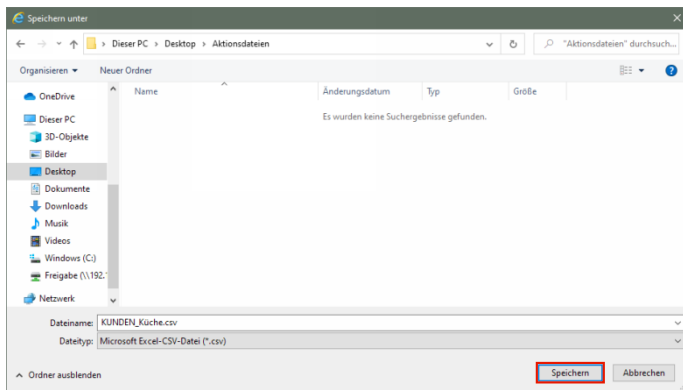 Speichern unter
Dieser PC > Desktop > Aktionsdateien
"Aktionsdateien" durchsuch...
Organisieren Neuer Ordner
Name Änderungsdatum Typ Größe
Es wurden keine Suchergebnisse gefunden.
OneDrive
Dieser PC
3D-Objekte
Bilder
Desktop
Dokumente
Downloads
Musik
Videos
Windows (C:)
Freigabe (\\192.1
Netzwerk
Dateiname: KUNDEN_Küche.csv
Dateityp: Microsoft Excel-CSV-Datei (*.csv)
Ordner ausblenden
Speichern Abbrechen